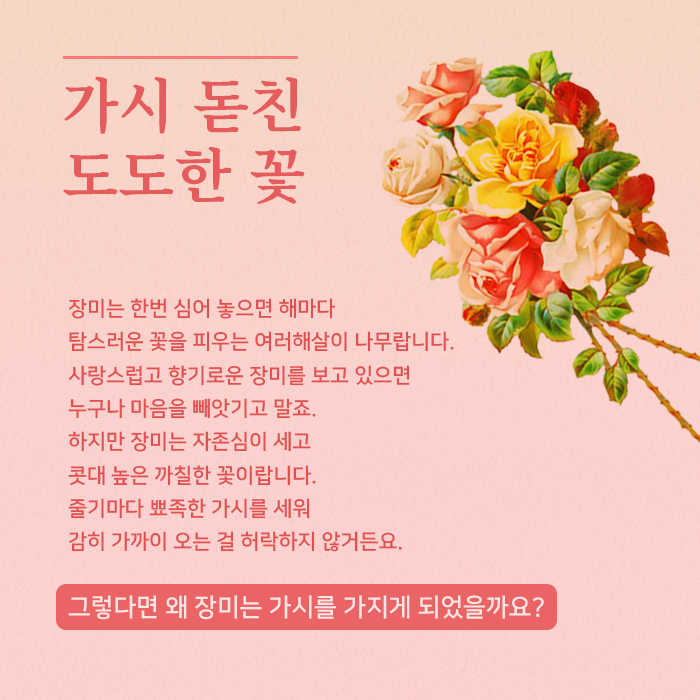 가시 돋친
도도한 꽃
장미는 한번 심어 놓으면 해마다
탐스러운 꽃을 피우는 여러해살이 나무랍니다.
사랑스럽고 향기로운 장미를 보고 있으면
누구나 마음을 빼앗기고 말죠.
하지만 장미는 자존심이 세고
콧대 높은 까칠한 꽃이랍니다.
줄기마다 뾰족한 가시를 세워
감히 가까이 오는 걸 허락하지 않거든요.
그렇다면 왜 장미는 가시를 가지게 되었을까요?